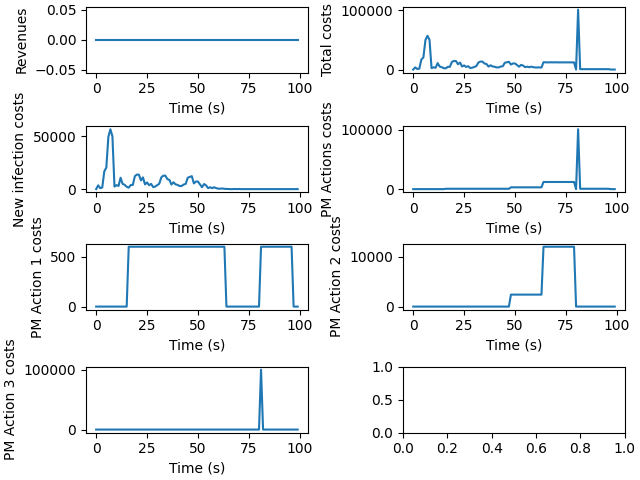 Revenues
0.05
0.00
−0.05
0 25 50 75 100
Time (s)
Total costs
100000
0
0 25 50 75 100
Time (s)
New infection costs
50000
0
0 25 50 75 100
Time (s)
PM Actions costs
100000
0
0 25 50 75 100
Time (s)
PM Action 1 costs
500
0
0 25 50 75 100
Time (s)
PM Action 2 costs
10000
0
0 25 50 75 100
Time (s)
PM Action 3 costs
100000
0
0 25 50 75 100
Time (s)
1.0
0.5
0.0
0.0 0.2 0.4 0.6 0.8 1.0